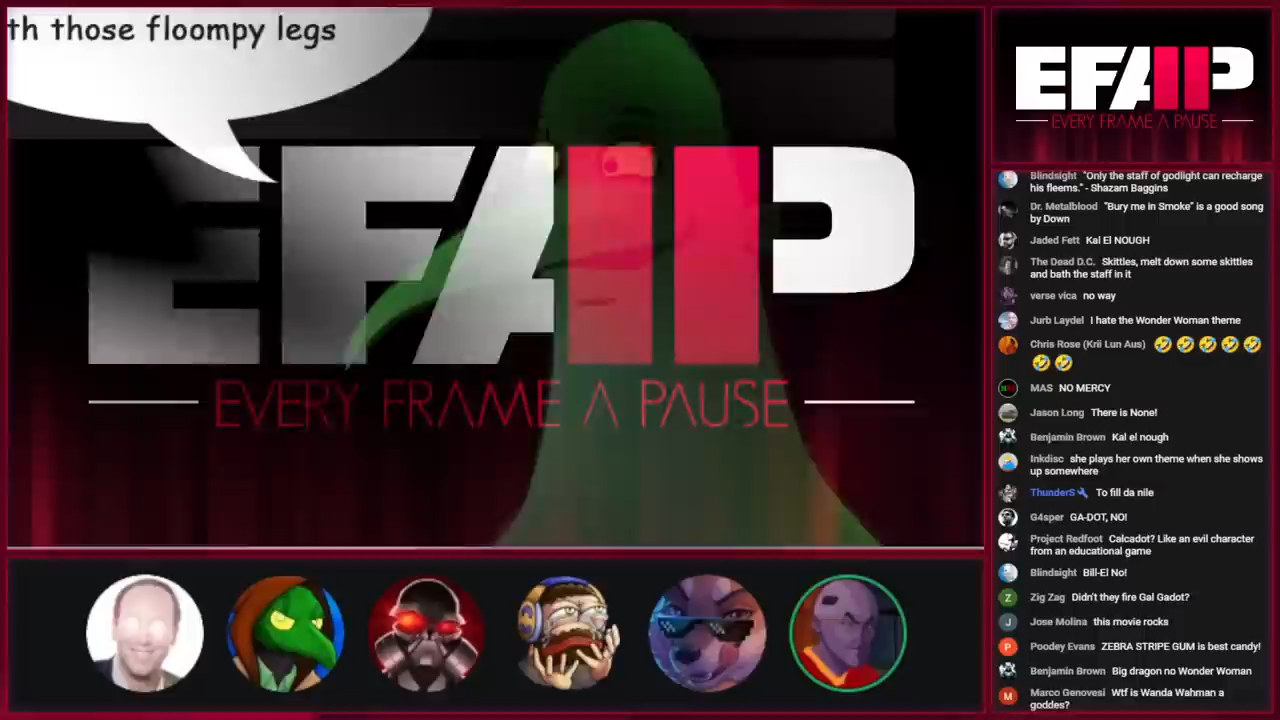 th those floompy legs
EFAP
EVERY FRAME A PAUSE
EFAP
EVERY FRAME A PAUSE
Blindsight "Only the staff of godlight can recharge
his fleems." - Shazam Baggins
Dr. Metalblood "Bury me in Smoke" is a good song
by Down
Jaded Fett Kal El NOUGH
The Dead D.C. Skittles, melt down some skittles
and bath the staff in it
verse vica no way
Jurb Laydel I hate the Wonder Woman theme
Chris Rose (Krii Lun Aus) 🤣🤣🤣🤣🤣
🤣🤣
MAS NO MERCY
Jason Long There is None!
Benjamin Brown Kal el nough
Inkdisc she plays her own theme when she shows
up somewhere
ThunderS To fill da nile
G4sper GA-DOT, NO!
Project Redfoot Calcadot? Like an evil character
from an educational game
Blindsight Bill-El No!
Z Zig Zag Didn't they fire Gal Gadot?
J Jose Molina this movie rocks
P Poodey Evans ZEBRA STRIPE GUM is best candy!
Benjamin Brown Big dragon no Wonder Woman
M Marco Genovesi Wtf is Wanda Wahman a
goddes?